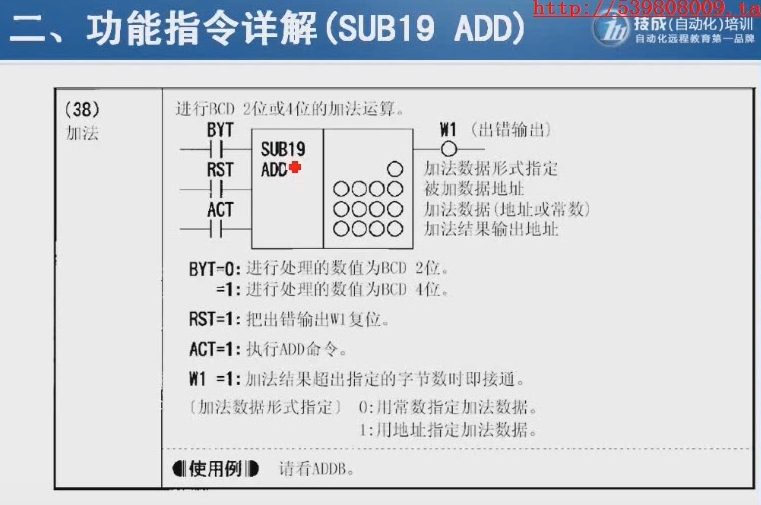 二、功能指令详解(SUB19 ADD)
http://539808009.ta
技成(自动化)培训
自动化远程教育第一品牌
(38)
加法
进行BCD 2位或4位的加法运算。
BYT
RST
ACT
SUB19
ADD
W1 (出错输出)
加法数据形式指定
被加数据地址
加法数据(地址或常数)
加法结果输出地址
BYT=0:进行处理的数值为BCD 2位。
=1:进行处理的数值为BCD 4位。
RST=1:把出错输出W1复位。
ACT=1:执行ADD命令。
W1 =1:加法结果超出指定的字节数时即接通。
〔加法数据形式指定〕 0:用常数指定加法数据。
1:用地址指定加法数据。
使用例 请看ADDB。